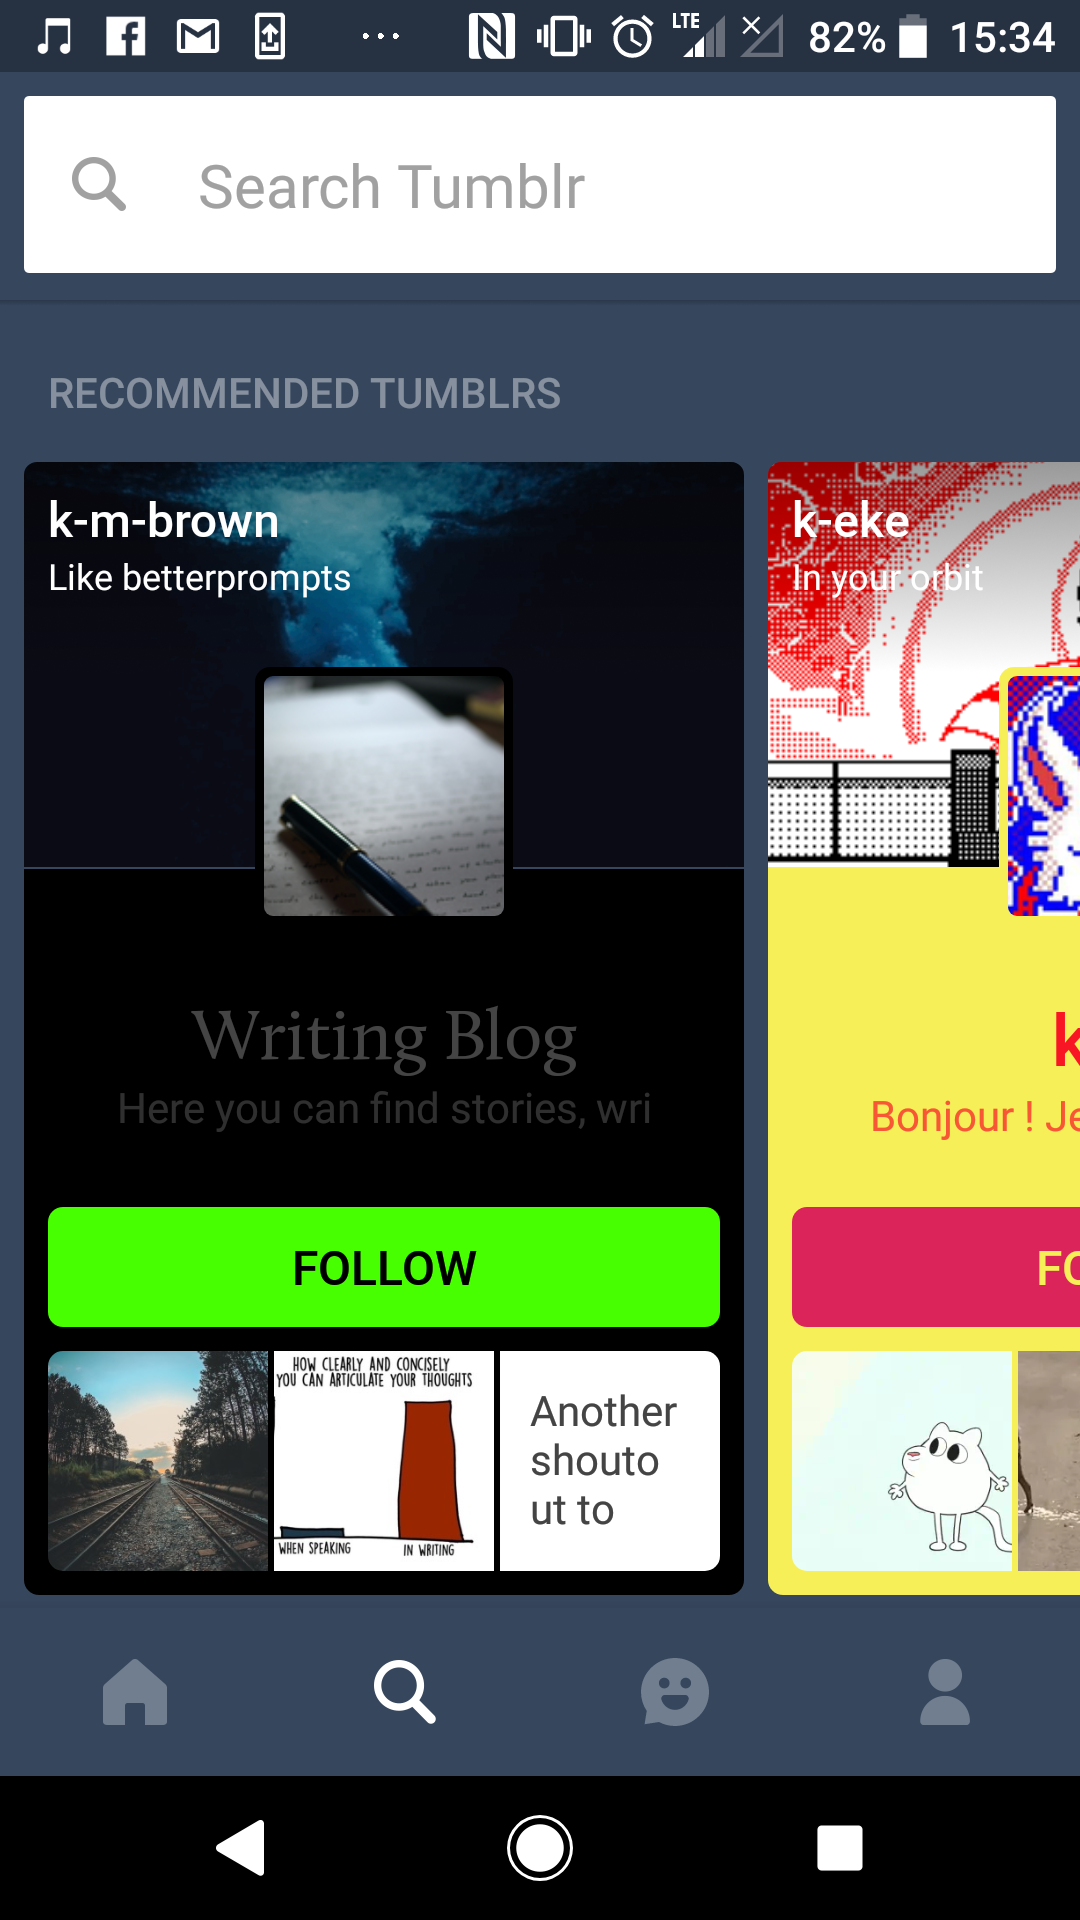 LTE 82% 15:34
Search Tumblr
RECOMMENDED TUMBLRS
k-m-brown
Like betterprompts
Writing Blog
Here you can find stories, wri
FOLLOW
HOW CLEARLY AND CONCISELY
YOU CAN ARTICULATE YOUR THOUGHTS
WHEN SPEAKING
IN WRITING
Another
shouto
ut to
k-eke
In your orbit
k
Bonjour ! Je
FO